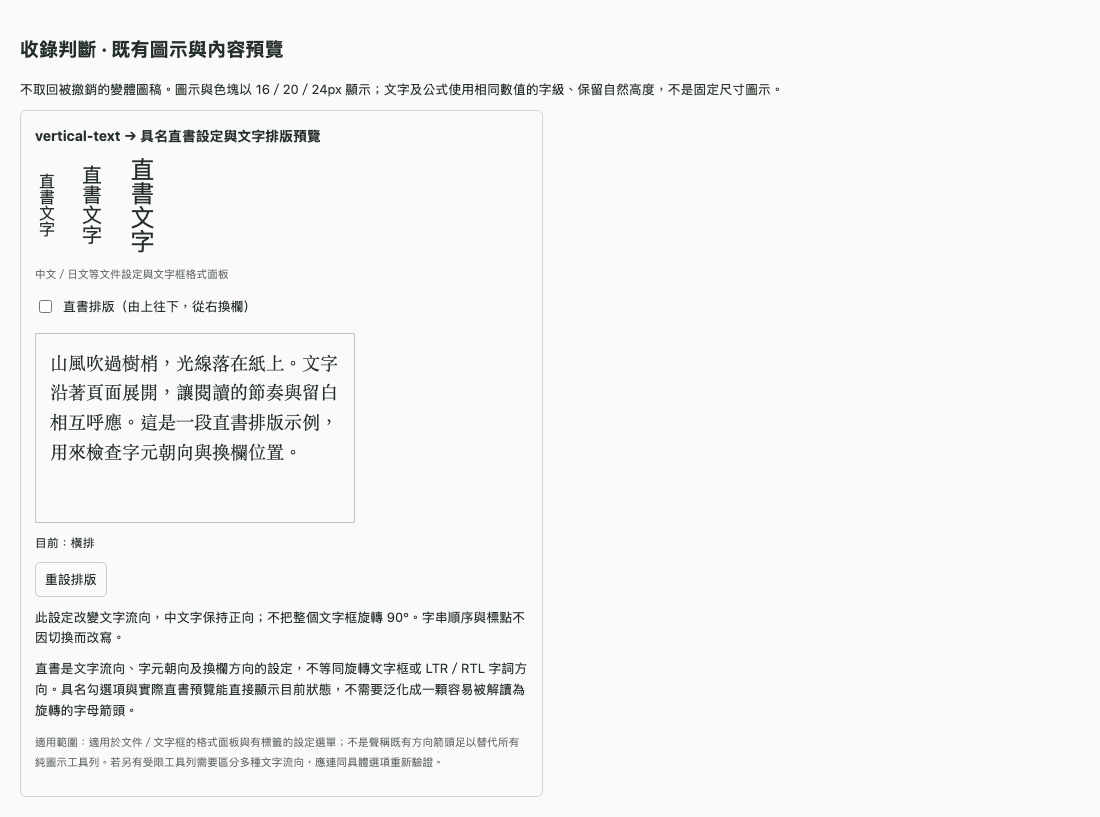 收錄判斷 · 既有圖示與內容預覽
不取回被撤銷的變體圖稿。圖示與色塊以 16 / 20 / 24px 顯示；文字及公式使用相同數值的字級、保留自然高度，不是固定尺寸圖示。
vertical-text → 具名直書設定與文字排版預覽
直書文字
直書文字
直書文字
中文 / 日文等文件設定與文字框格式面板
直書排版（由上往下，從右換欄）
山風吹過樹梢，光線落在紙上。文字
沿著頁面展開，讓閱讀的節奏與留白
相互呼應。這是一段直書排版示例，
用來檢查字元朝向與換欄位置。
目前：橫排
重設排版
此設定改變文字流向，中文字保持正向；不把整個文字框旋轉 90°。字串順序與標點不
因切換而改寫。
直書是文字流向、字元朝向及換欄方向的設定，不等同旋轉文字框或 LTR / RTL 字詞方
向。具名勾選項與實際直書預覽能直接顯示目前狀態，不需要泛化成一顆容易被解讀為
旋轉的字母箭頭。
適用範圍：適用於文件 / 文字框的格式面板與有標籤的設定選單；不是聲稱既有方向箭頭足以替代所有
純圖示工具列。若另有受限工具列需要區分多種文字流向，應連同具體選項重新驗證。